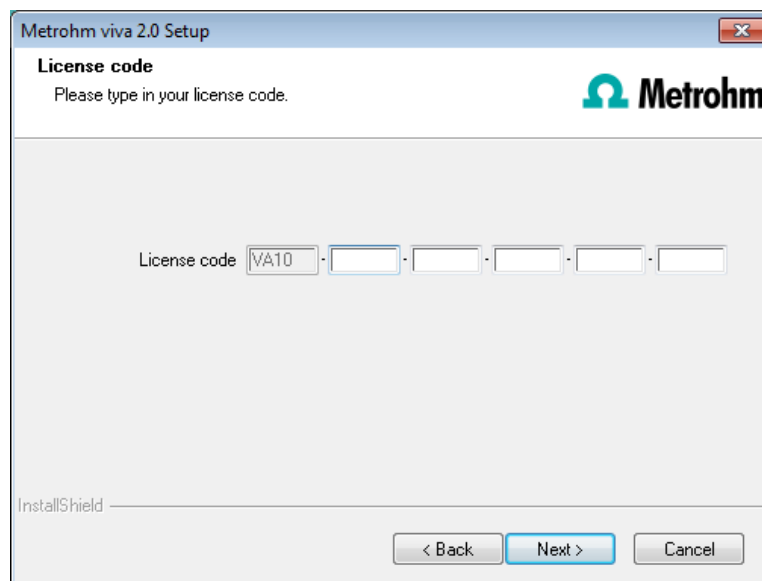 Metrohm viva 2.0 Setup
License code
Please type in your license code.
Metrohm
License code VA10 - - - - -
InstallShield
< Back Next > Cancel